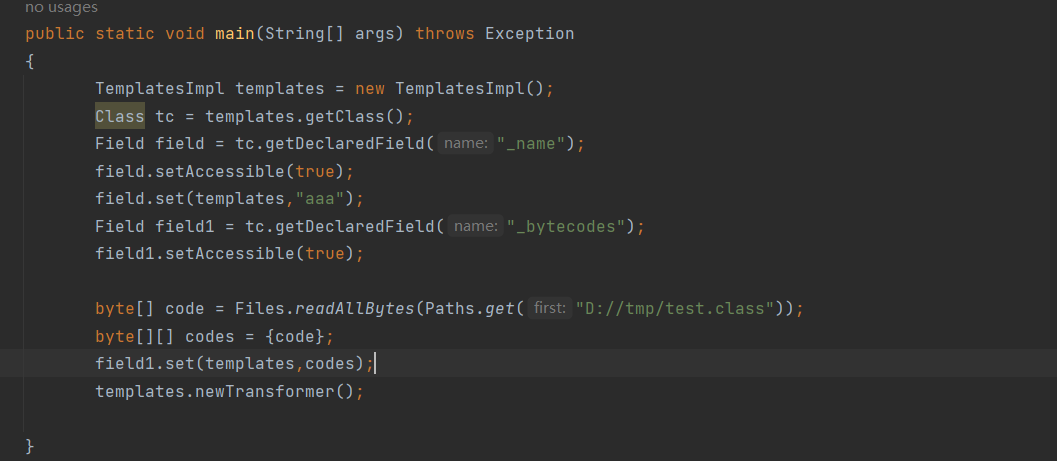 no usages
public static void main(String[] args) throws Exception
{
TemplatesImpl templates = new TemplatesImpl();
Class tc = templates.getClass();
Field field = tc.getDeclaredField( name: "_name");
field.setAccessible(true);
field.set(templates,"aaa");
Field field1 = tc.getDeclaredField( name: "_bytecodes");
field1.setAccessible(true);
byte[] code = Files.readAllBytes(Paths.get( first: "D://tmp/test.class"));
byte[][] codes = {code};
field1.set(templates,codes);
templates.newTransformer();
}